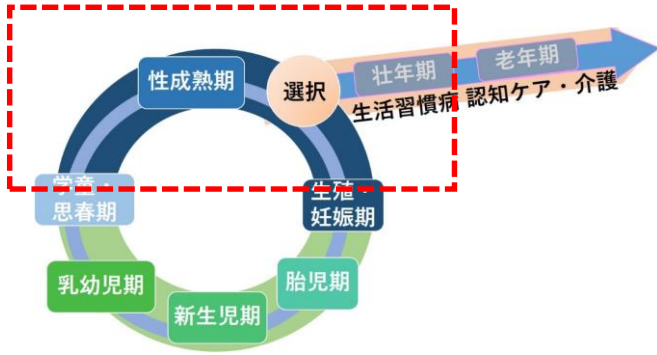 性成熟期
選択
壮年期
老年期
生活習慣病 認知ケア・介護
学童・
思春期
生殖・
妊娠期
乳幼児期
胎児期
新生児期